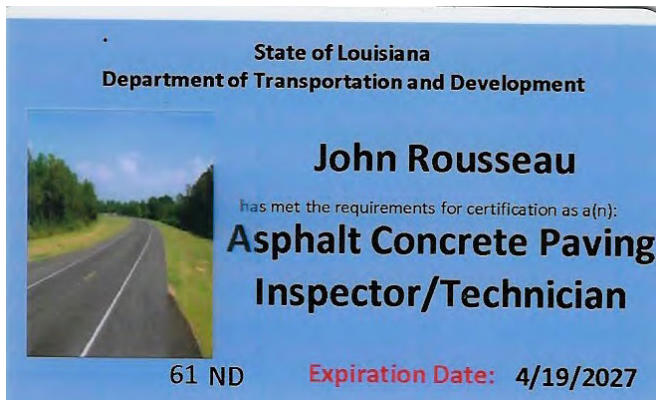 State of Louisiana
Department of Transportation and Development
John Rousseau
has met the requirements for certification as a(n):
Asphalt Concrete Paving
Inspector/Technician
61 ND
Expiration Date: 4/19/2027